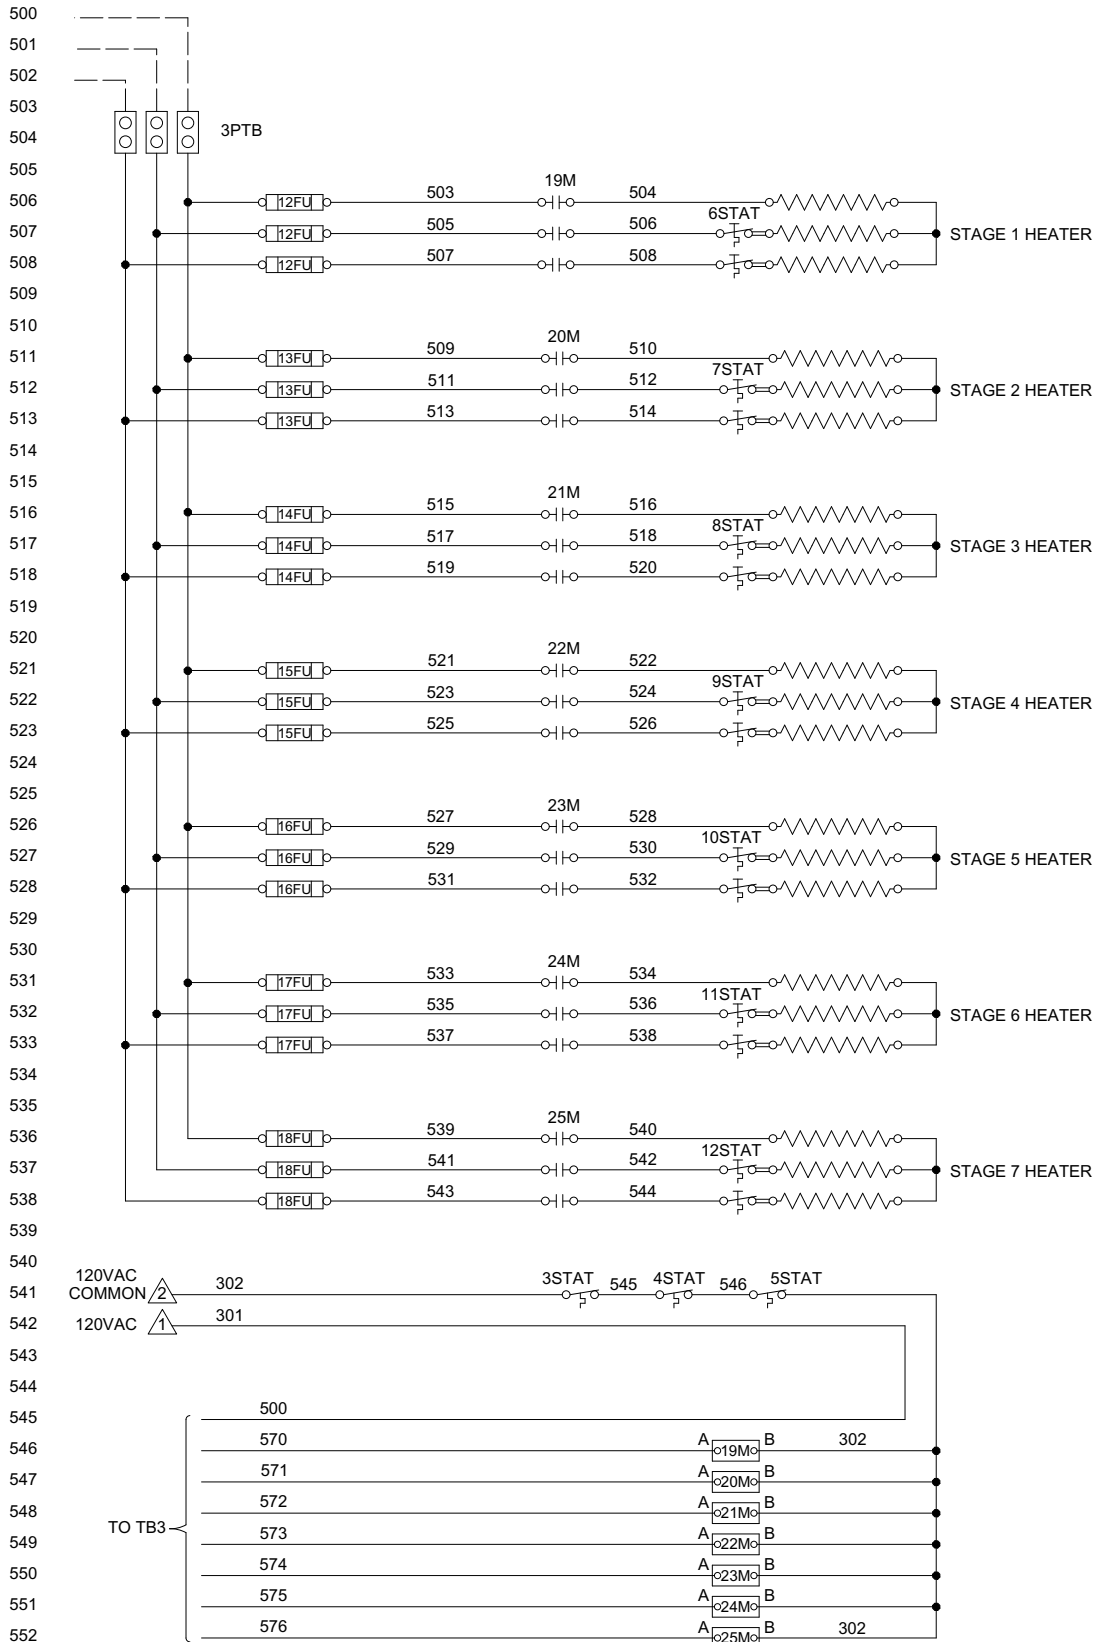 500
501
502
503
504 3PTB
505
19M
506 12FU 503 504
6STAT
507 12FU 505 506 STAGE 1 HEATER
508 12FU 507 508
509
510
20M
511 13FU 509 510
7STAT
512 13FU 511 512 STAGE 2 HEATER
513 13FU 513 514
514
515
21M
516 14FU 515 516
8STAT
517 14FU 517 518 STAGE 3 HEATER
518 14FU 519 520
519
520
22M
521 15FU 521 522
9STAT
522 15FU 523 524 STAGE 4 HEATER
523 15FU 525 526
524
525
23M
526 16FU 527 528
10STAT
527 16FU 529 530 STAGE 5 HEATER
528 16FU 531 532
529
530
24M
531 17FU 533 534
11STAT
532 17FU 535 536 STAGE 6 HEATER
533 17FU 537 538
534
535
25M
536 18FU 539 540
12STAT
537 18FU 541 542 STAGE 7 HEATER
538 18FU 543 544
539
540
120VAC
541 COMMON 2 302 3STAT 545 4STAT 546 5STAT
542 120VAC 1 301
543
544
545 500
546 570 A 19M B 302
547 571 A 20M B
548 572 A 21M B
TO TB3
549 573 A 22M B
550 574 A 23M B
551 575 A 24M B
552 576 A 25M B 302